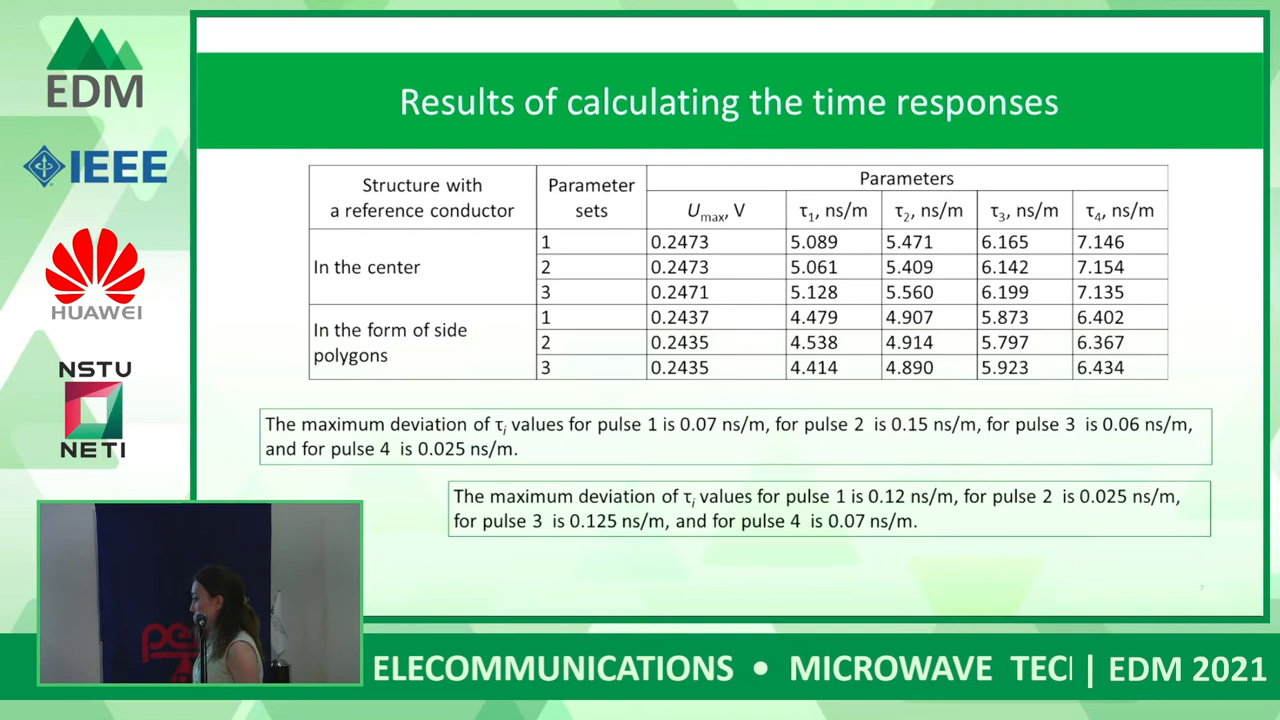 EDM
IEEE
HUAWEI
NSTU
NETI
Results of calculating the time responses
Structure with
a reference conductor
Parameter
sets
Parameters
Umax, V
τ1, ns/m
τ2, ns/m
τ3, ns/m
τ4, ns/m
In the center
1 0.2473 5.089 5.471 6.165 7.146
2 0.2473 5.061 5.409 6.142 7.154
3 0.2471 5.128 5.560 6.199 7.135
In the form of side
polygons
1 0.2437 4.479 4.907 5.873 6.402
2 0.2435 4.538 4.914 5.797 6.367
3 0.2435 4.414 4.890 5.923 6.434
The maximum deviation of τi values for pulse 1 is 0.07 ns/m, for pulse 2 is 0.15 ns/m, for pulse 3 is 0.06 ns/m,
and for pulse 4 is 0.025 ns/m.
The maximum deviation of τi values for pulse 1 is 0.12 ns/m, for pulse 2 is 0.025 ns/m,
for pulse 3 is 0.125 ns/m, and for pulse 4 is 0.07 ns/m.
7
ELECOMMUNICATIONS • MICROWAVE TECI | EDM 2021